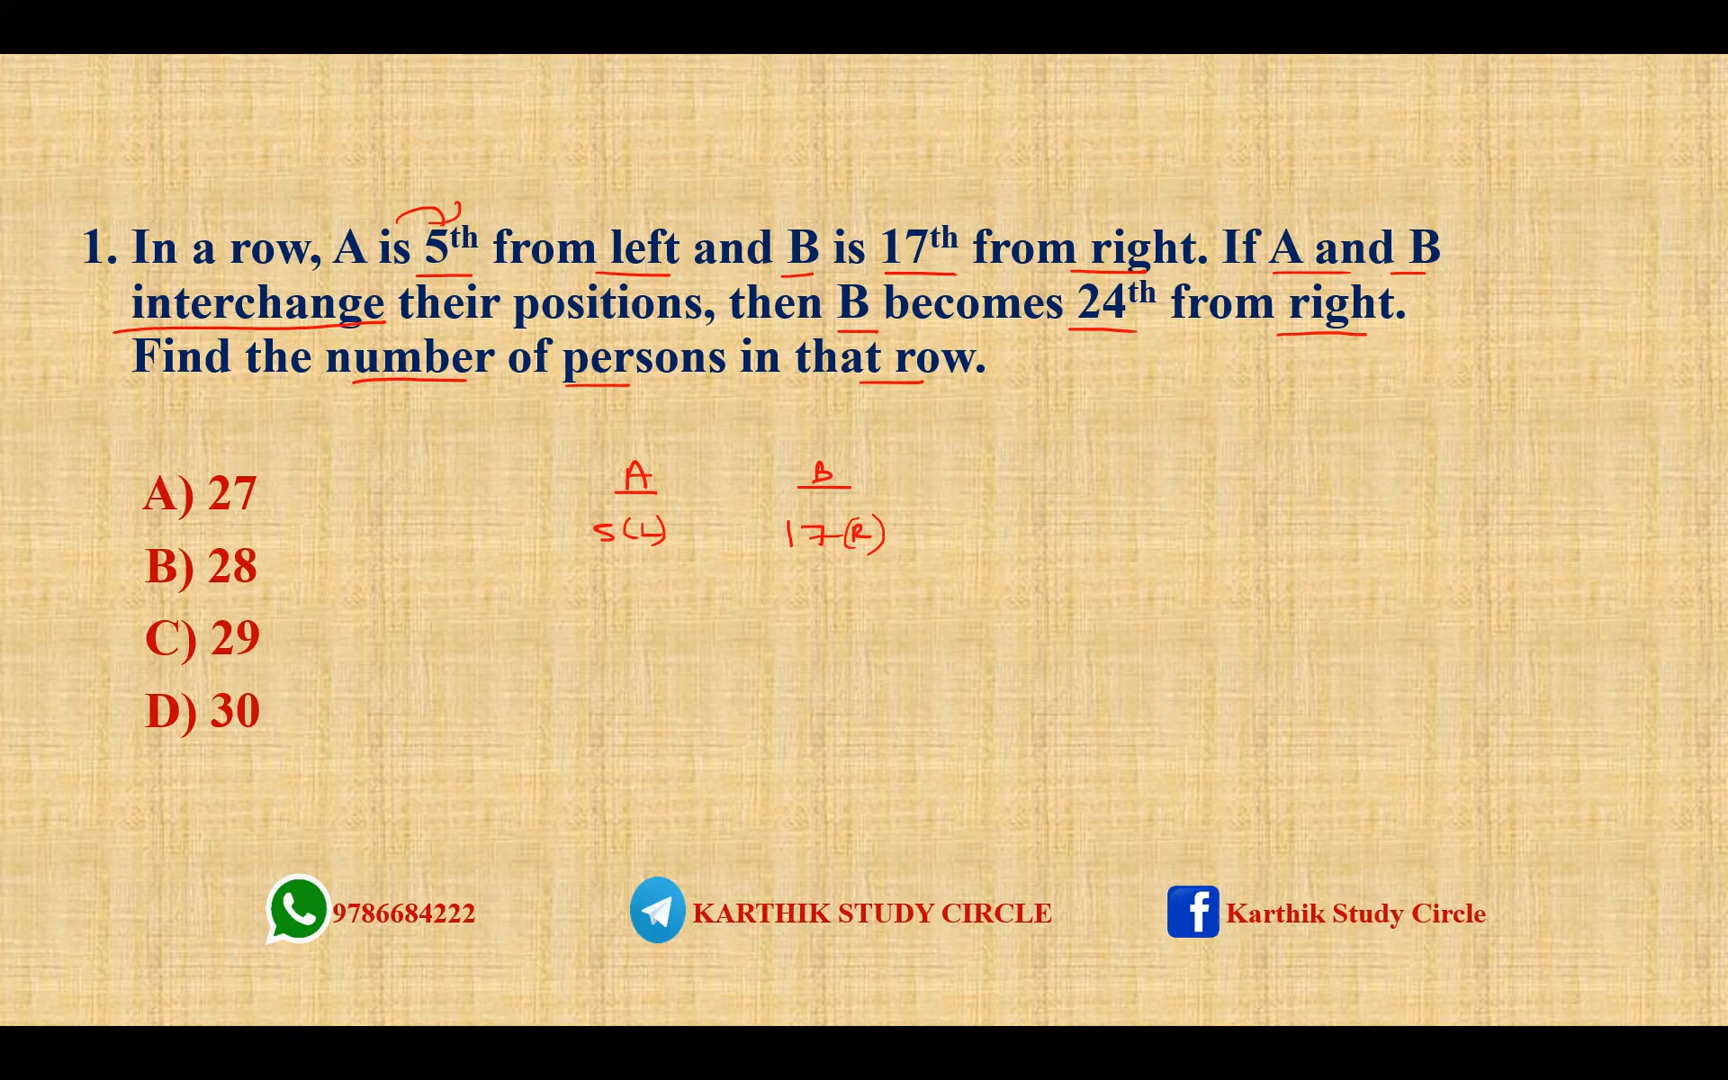 1. In a row, A is 5th from left and B is 17th from right. If A and B
interchange their positions, then B becomes 24th from right.
Find the number of persons in that row.
A) 27
B) 28
C) 29
D) 30
A B
5(L) 17(R)
9786684222 KARTHIK STUDY CIRCLE Karthik Study Circle